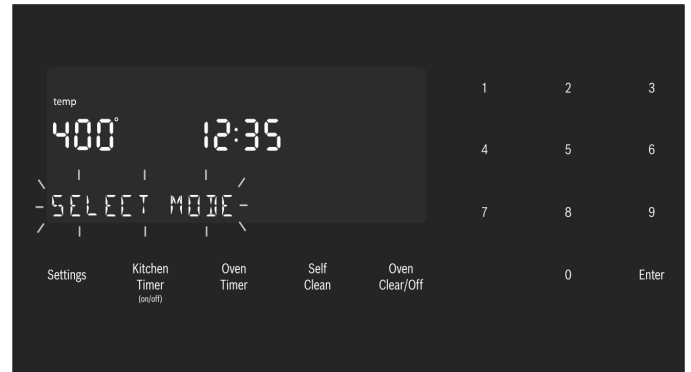 temp
400° 12:35
SELECT MODE
1 2 3
4 5 6
7 8 9
0 Enter
Settings
Kitchen
Timer
(on/off)
Oven
Timer
Self
Clean
Oven
Clear/Off